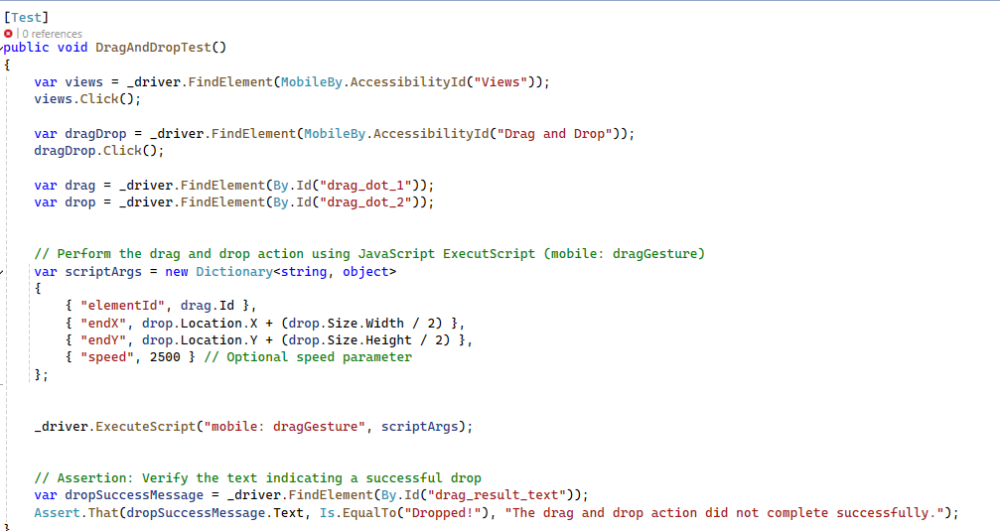 [Test]
| 0 references
public void DragAndDropTest()
{
var views = _driver.FindElement(MobileBy.AccessibilityId("Views"));
views.Click();
var dragDrop = _driver.FindElement(MobileBy.AccessibilityId("Drag and Drop"));
dragDrop.Click();
var drag = _driver.FindElement(By.Id("drag_dot_1"));
var drop = _driver.FindElement(By.Id("drag_dot_2"));
// Perform the drag and drop action using JavaScript ExecutScript (mobile: dragGesture)
var scriptArgs = new Dictionary<string, object>
{
{ "elementId", drag.Id },
{ "endX", drop.Location.X + (drop.Size.Width / 2) },
{ "endY", drop.Location.Y + (drop.Size.Height / 2) },
{ "speed", 2500 } // Optional speed parameter
};
_driver.ExecuteScript("mobile: dragGesture", scriptArgs);
// Assertion: Verify the text indicating a successful drop
var dropSuccessMessage = _driver.FindElement(By.Id("drag_result_text"));
Assert.That(dropSuccessMessage.Text, Is.EqualTo("Dropped!"), "The drag and drop action did not complete successfully.");
}